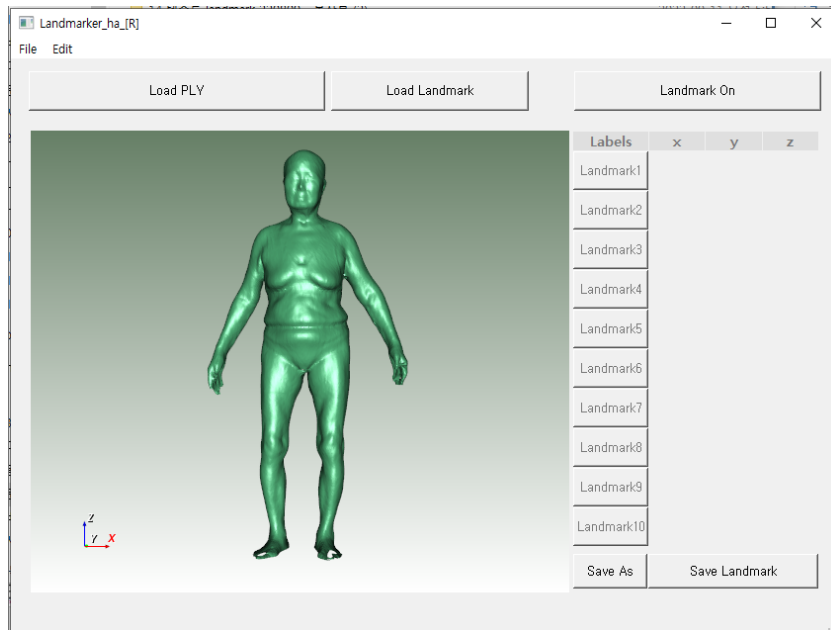 Landmarker_ha_[R]
File Edit
Load PLY Load Landmark Landmark On
Labels x y z
Landmark1
Landmark2
Landmark3
Landmark4
Landmark5
Landmark6
Landmark7
Landmark8
Landmark9
Landmark10
Z
Y X
Save As Save Landmark